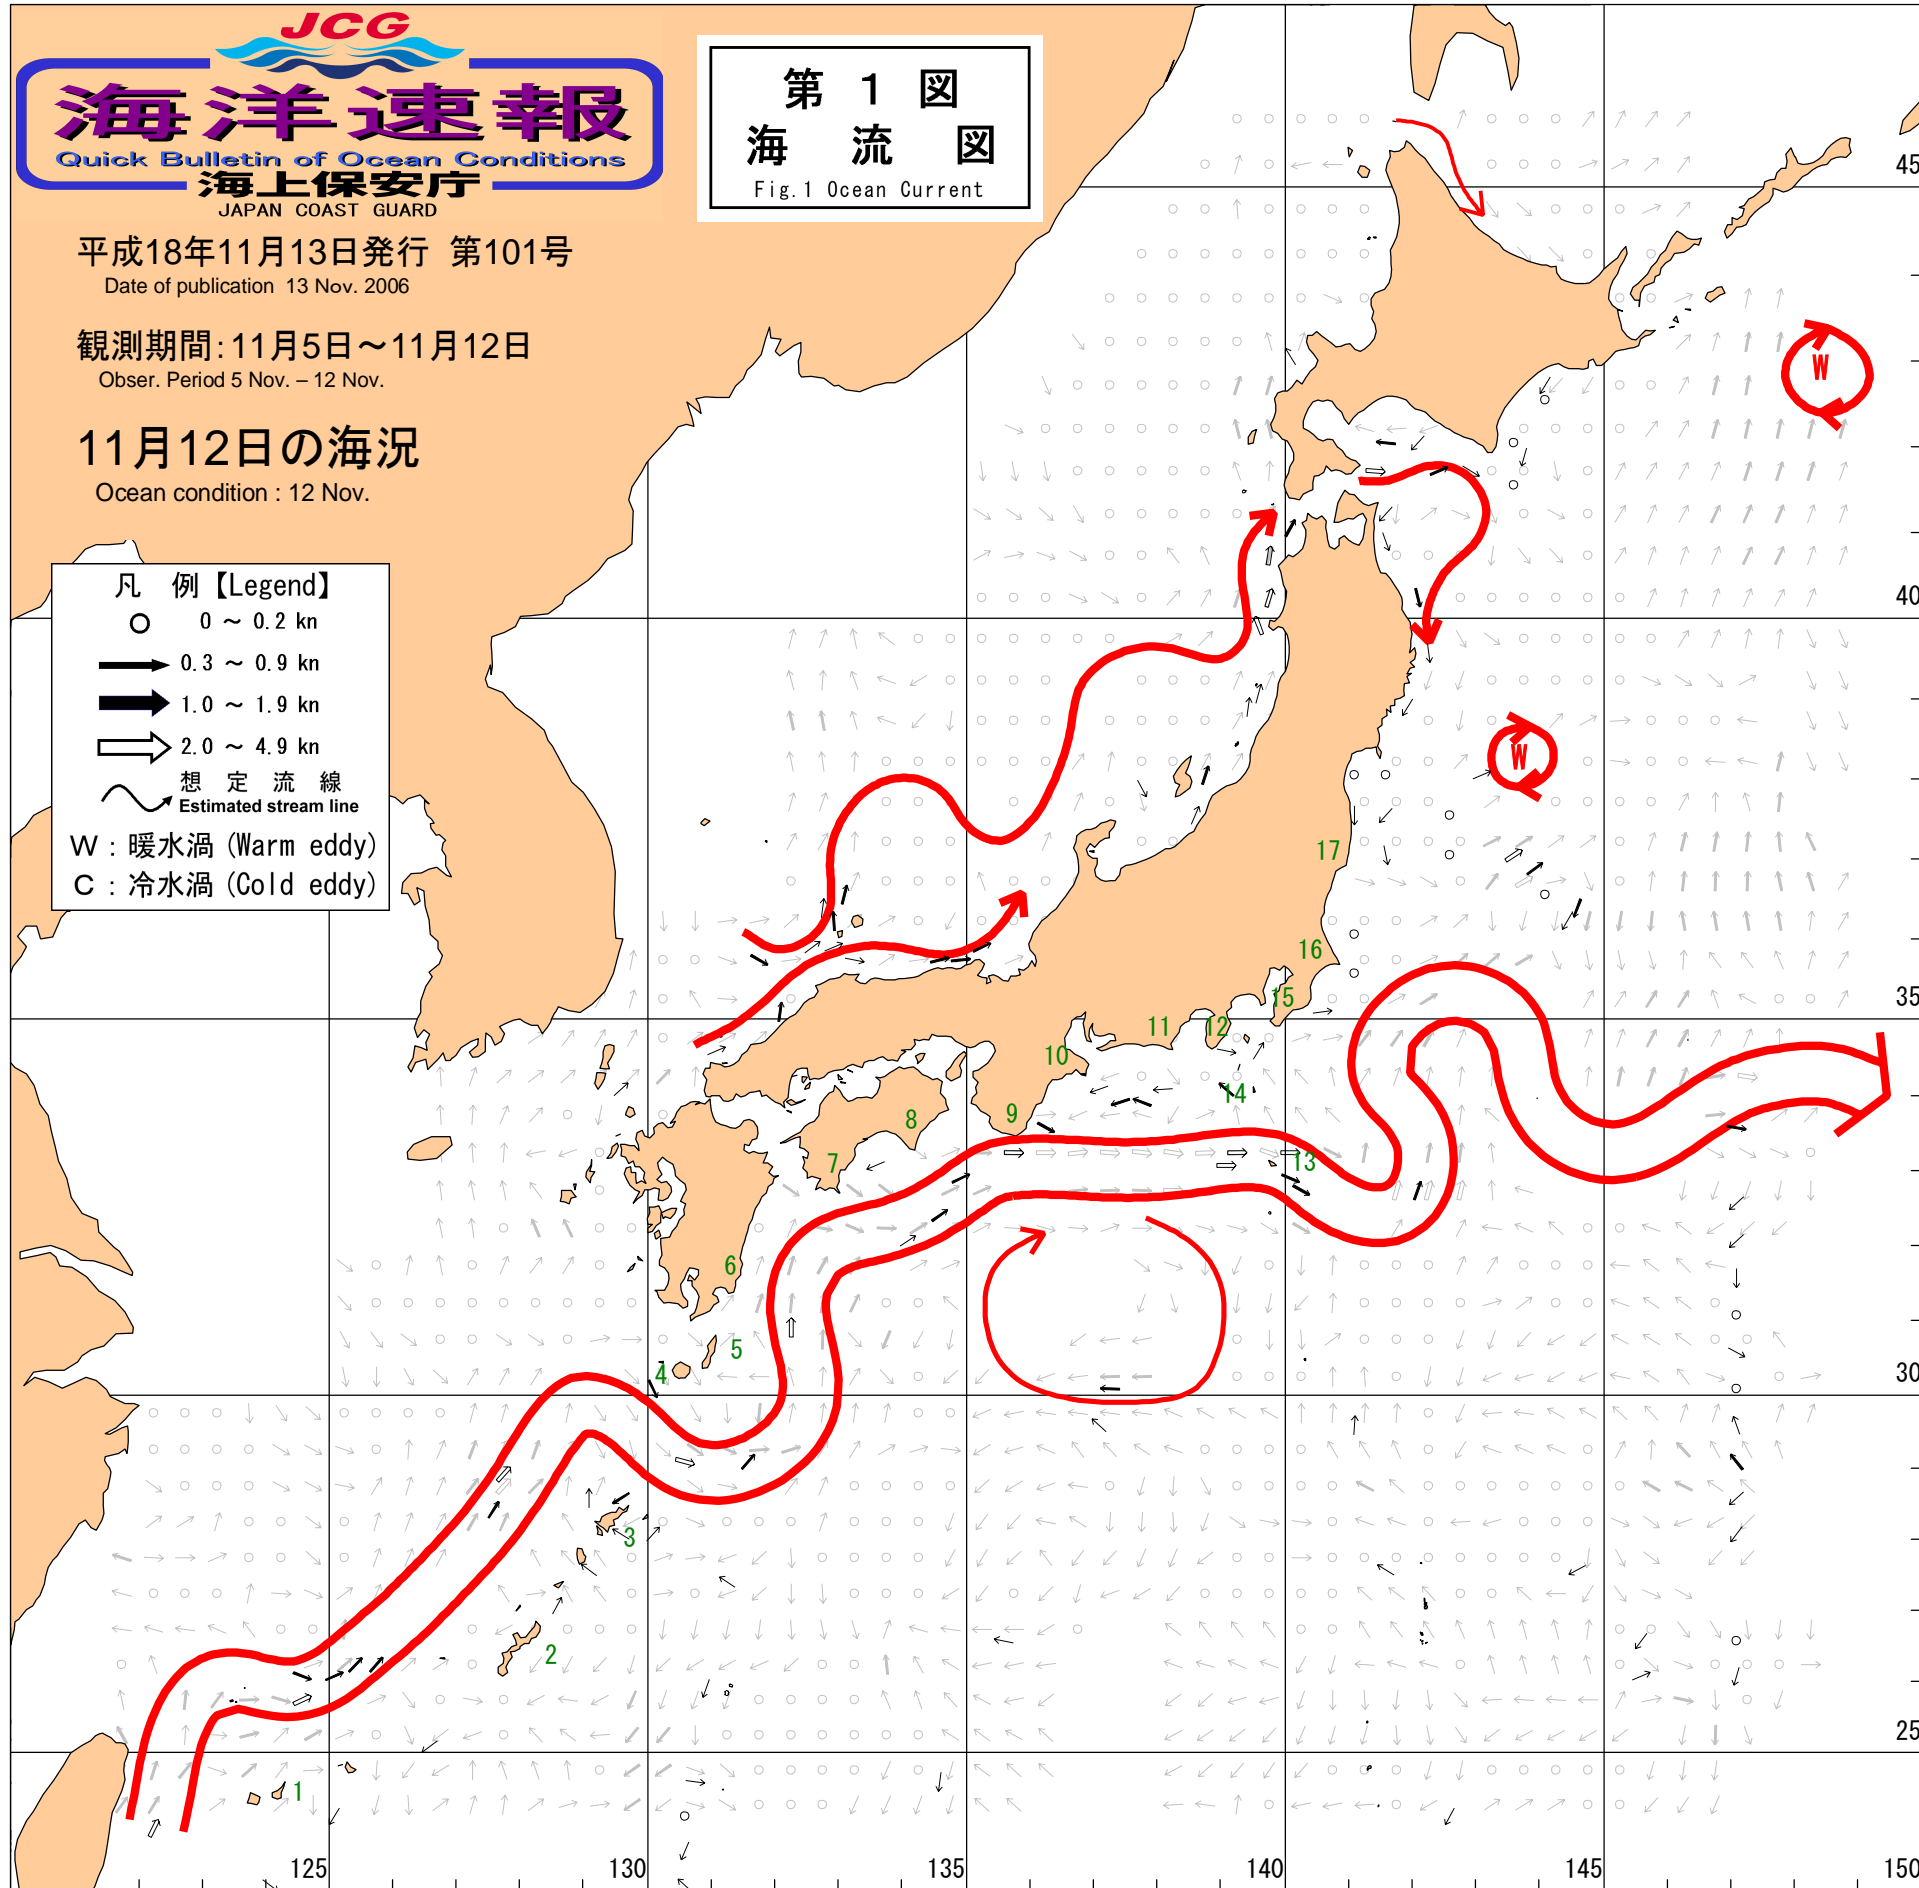 JCG
海洋速報
Quick Bulletin of Ocean Conditions
海上保安庁
JAPAN COAST GUARD
平成18年11月13日発行 第101号
Date of publication 13 Nov. 2006
観測期間:11月5日～11月12日
Obser. Period 5 Nov. – 12 Nov.
11月12日の海況
Ocean condition : 12 Nov.
第 1 図
海 流 図
Fig.1 Ocean Current
凡 例【Legend】
0 ～ 0.2 kn
0.3 ～ 0.9 kn
1.0 ～ 1.9 kn
2.0 ～ 4.9 kn
想 定 流 線
Estimated stream line
W : 暖水渦 (Warm eddy)
C : 冷水渦 (Cold eddy)
45
W
40
W
17
16
35
15
12
11
10
14
9
8
7
13
6
5
4
30
3
2
25
1
125
130
135
140
145
150